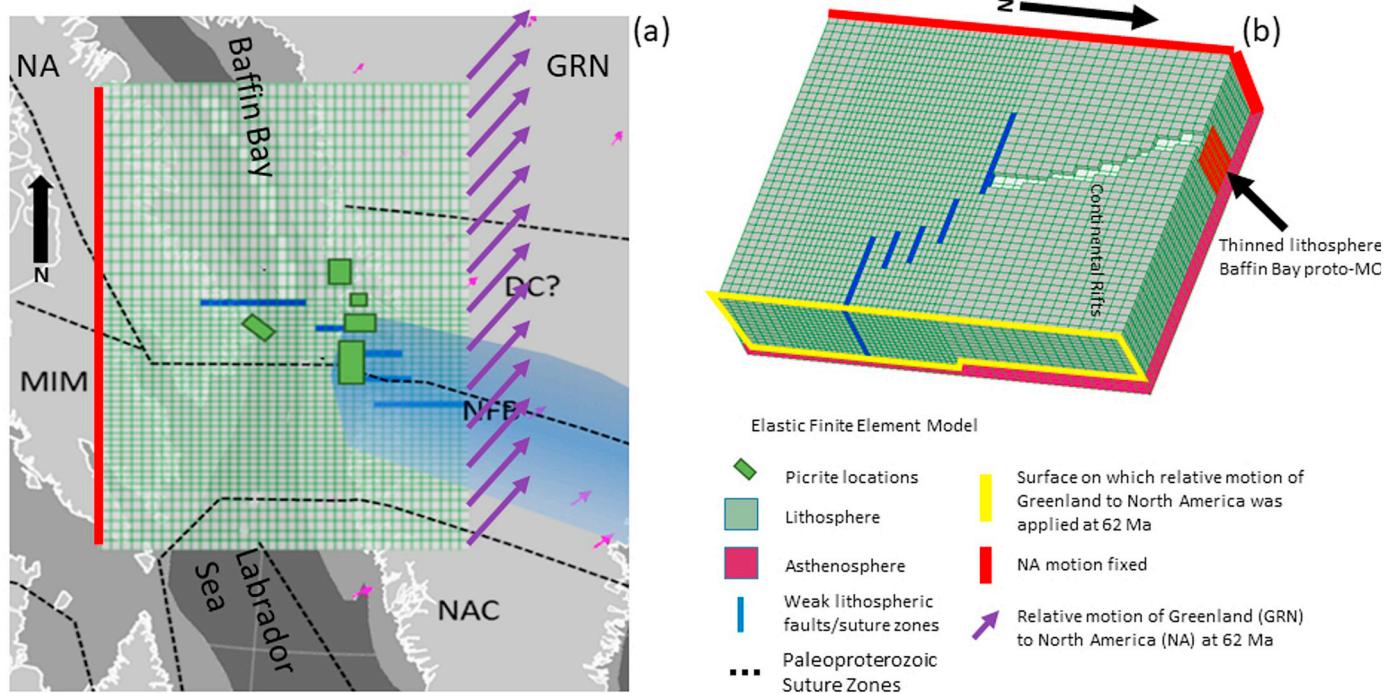 (a)
NA
Baffin Bay
GRN
N
DC?
MIM
NFB
Labrador
Sea
NAC
(b)
N
Continental Rifts
Thinned lithosphere
Baffin Bay proto-MO
Elastic Finite Element Model
Picrite locations
Lithosphere
Asthenosphere
Weak lithospheric
faults/suture zones
Paleoproterozoic
Suture Zones
Surface on which relative motion of
Greenland to North America was
applied at 62 Ma
NA motion fixed
Relative motion of Greenland (GRN)
to North America (NA) at 62 Ma